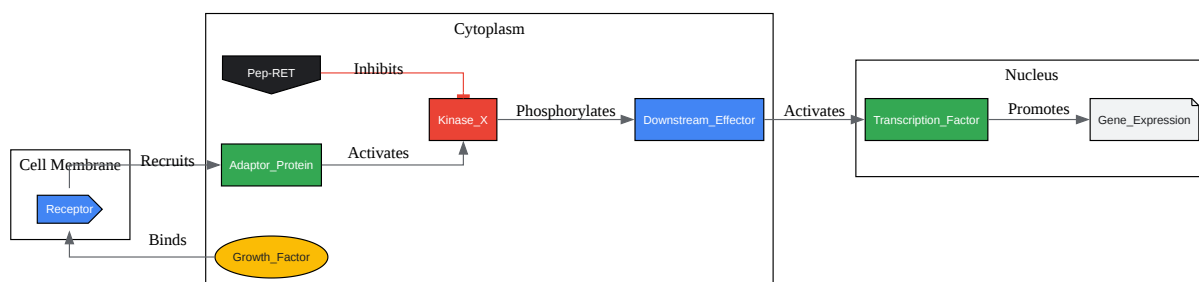 Cytoplasm
Pep-RET
Inhibits
Nucleus
Kinase_X
Phosphorylates
Downstream_Effector
Activates
Transcription_Factor
Promotes
Gene_Expression
Cell Membrane
Recruits
Adaptor_Protein
Activates
Receptor
Binds
Growth_Factor